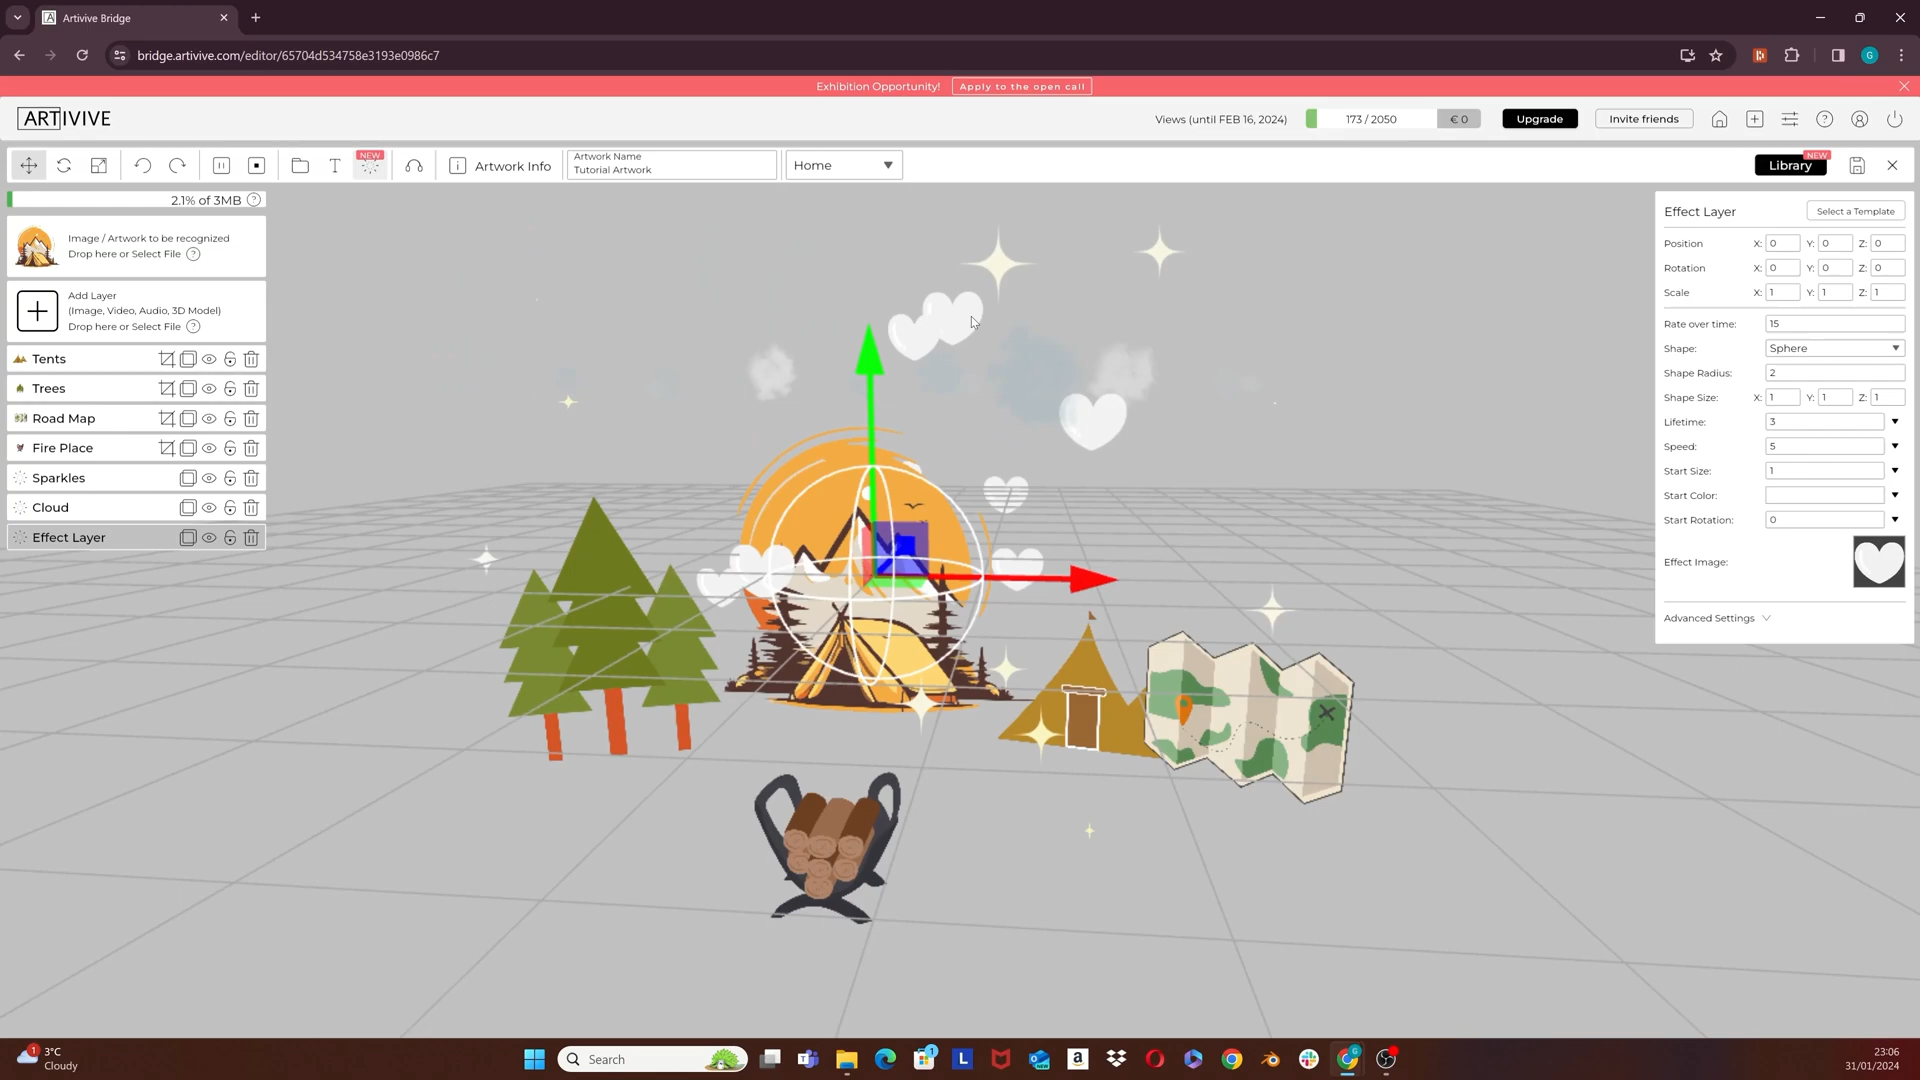 Artivive Bridge
bridge.artivive.com/editor/65704d534758e3193e0986c7
G
Exhibition Opportunity! Apply to the open call
ARTIVIVE
Views (until FEB 16, 2024) 173 / 2050 € 0 Upgrade Invite friends
T NEW Artwork Info Artwork Name
Tutorial Artwork
Home
Library NEW
2.1% of 3MB
Image / Artwork to be recognized
Drop here or Select File
Add Layer
(Image, Video, Audio, 3D Model)
Drop here or Select File
Tents
Trees
Road Map
Fire Place
Sparkles
Cloud
Effect Layer
Effect Layer Select a Template
Position X: 0 Y: 0 Z: 0
Rotation X: 0 Y: 0 Z: 0
Scale X: 1 Y: 1 Z: 1
Rate over time: 15
Shape: Sphere
Shape Radius: 2
Shape Size: X: 1 Y: 1 Z: 1
Lifetime: 3
Speed: 5
Start Size: 1
Start Color:
Start Rotation: 0
Effect Image:
Advanced Settings
1
3°C
Cloudy
Search
23:06
31/01/2024